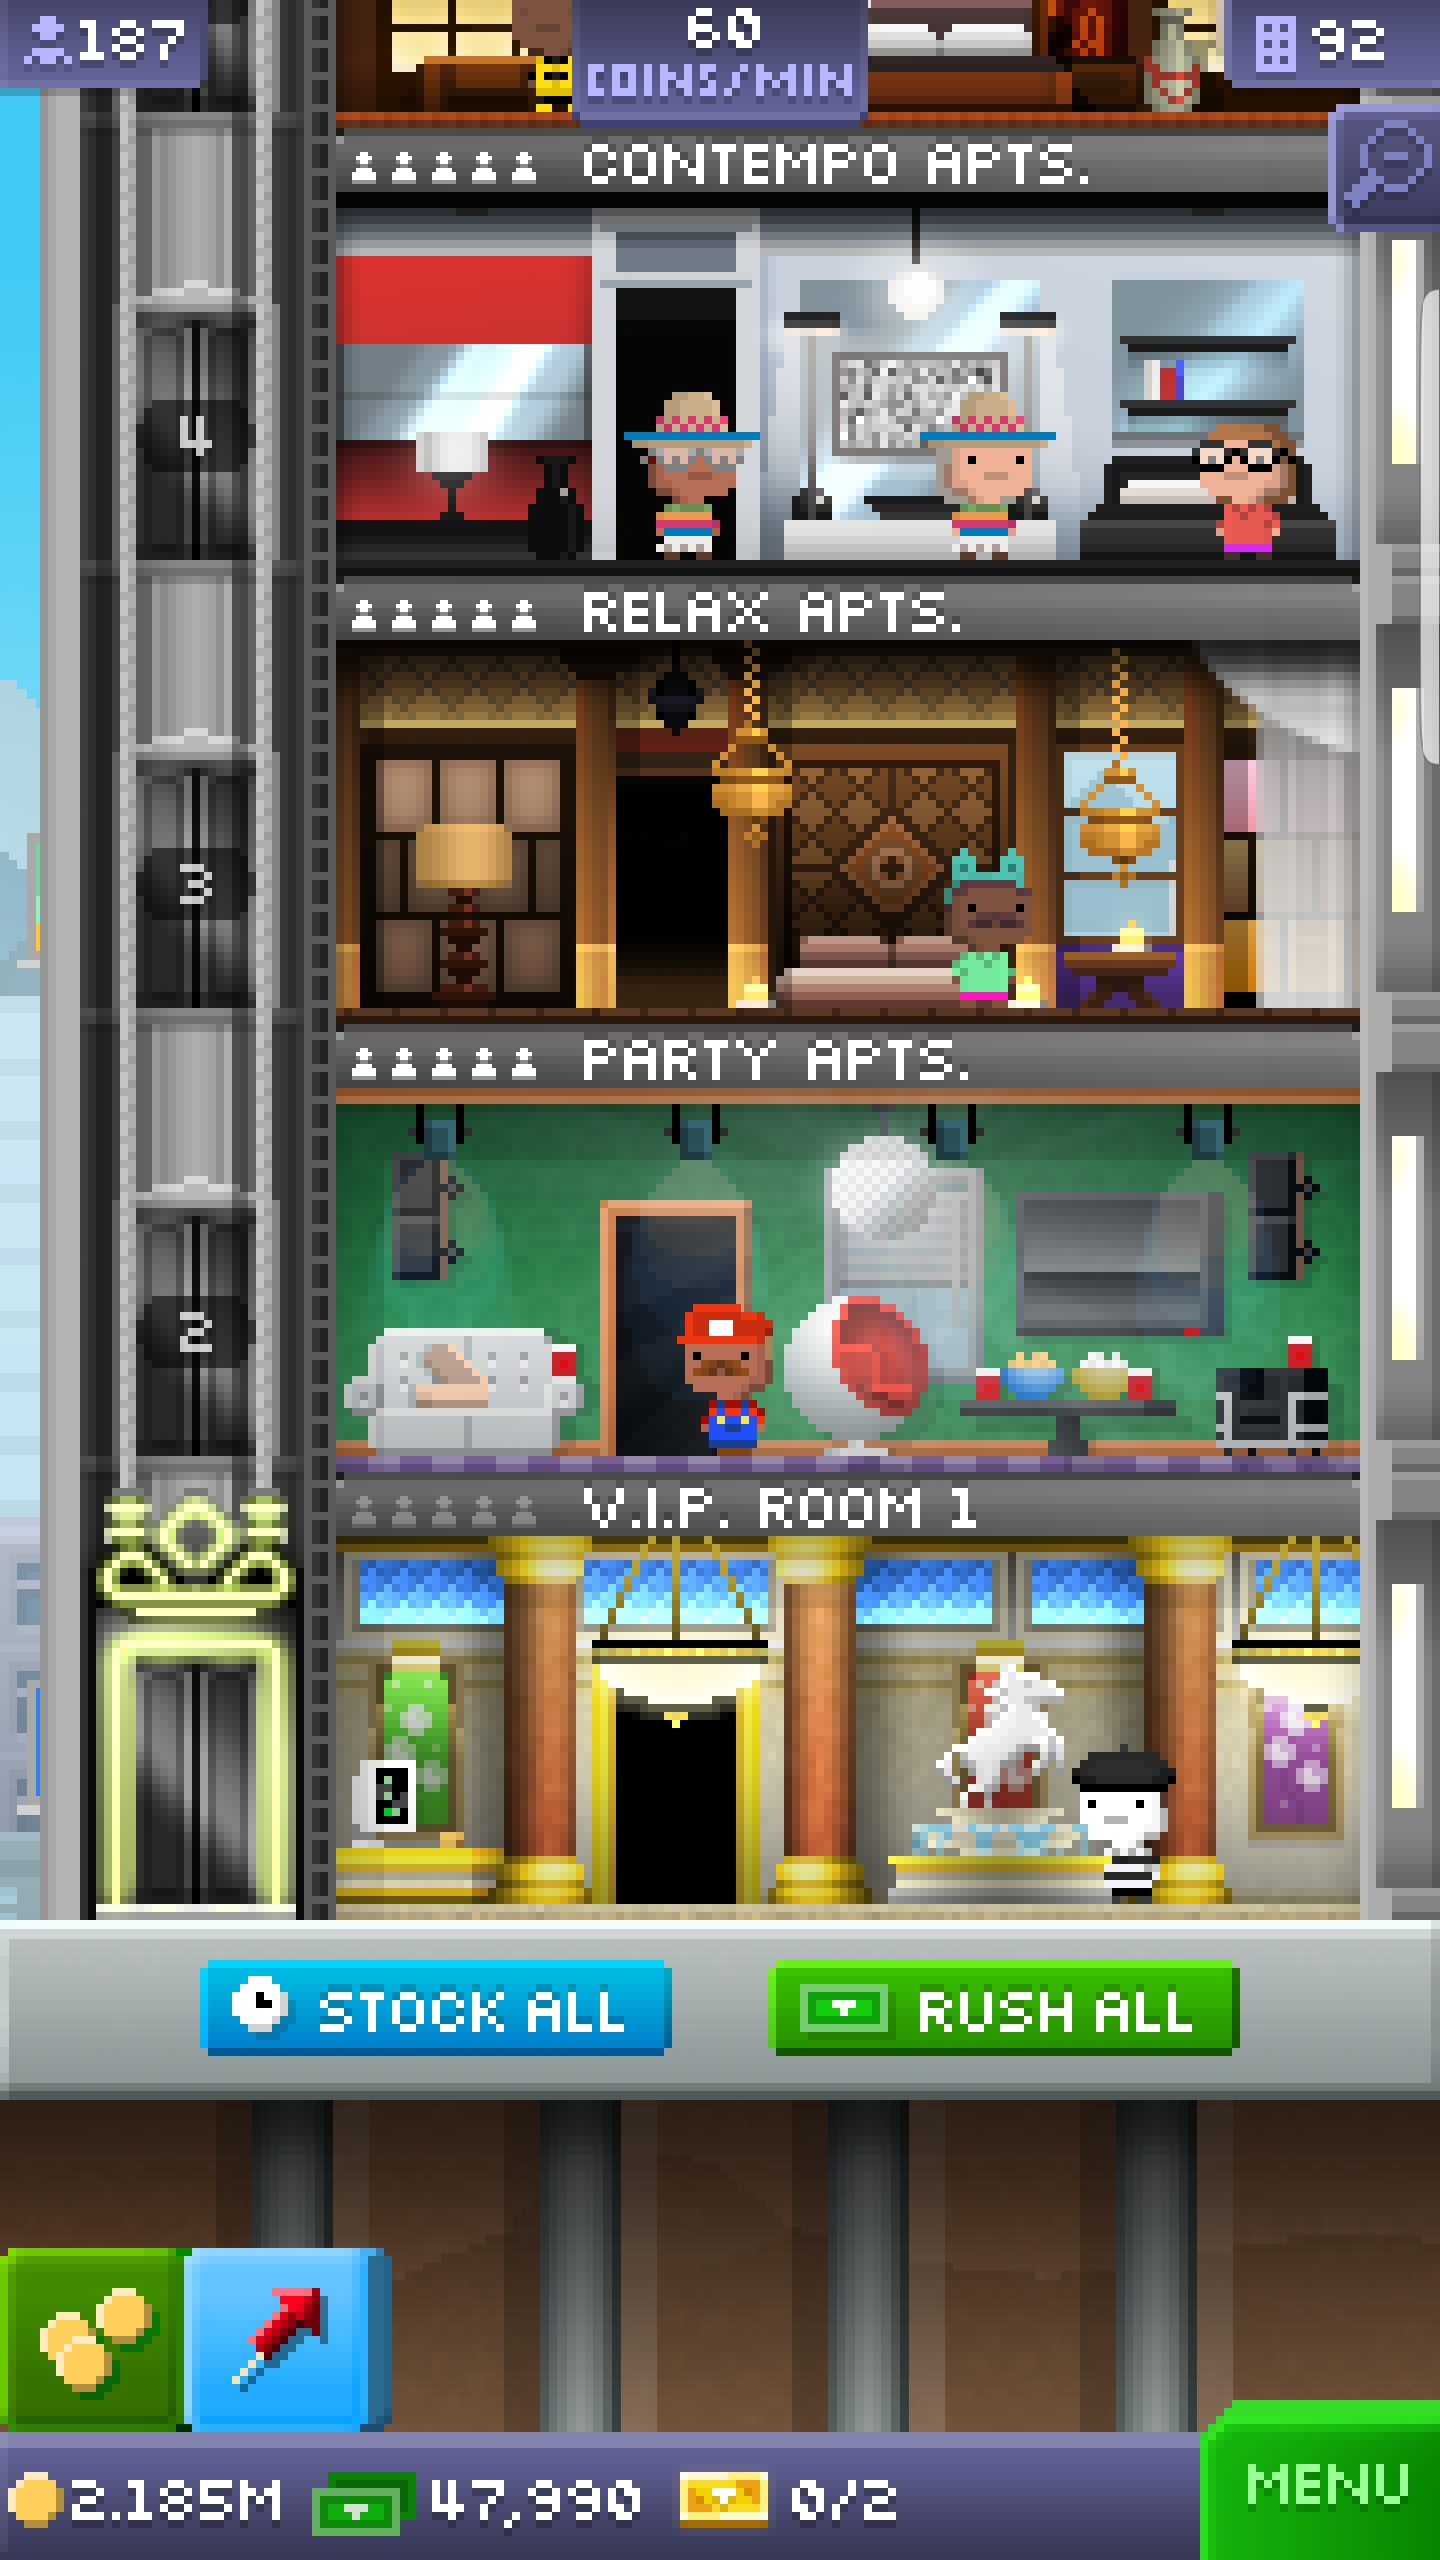 187
60
COINS/MIN
92
CONTEMPO APTS.
4
RELAX APTS.
3
PARTY APTS.
2
V.I.P. ROOM 1
STOCK ALL
RUSH ALL
2.185M
47,990
0/2
MENU